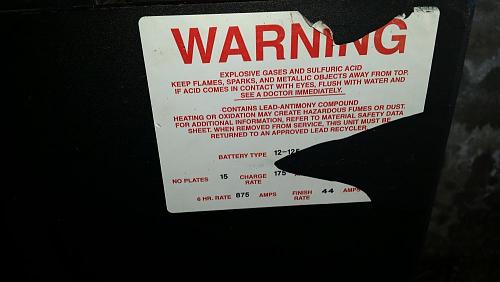 WARNING
EXPLOSIVE GASES AND SULFURIC ACID
KEEP FLAMES, SPARKS, AND METALLIC OBJECTS AWAY FROM TOP.
IF ACID COMES IN CONTACT WITH EYES, FLUSH WITH WATER AND
SEE A DOCTOR IMMEDIATELY.
CONTAINS LEAD-ANTIMONY COMPOUND
HEATING OR OXIDATION MAY CREATE HAZARDOUS FUMES OR DUST.
FOR ADDITIONAL INFORMATION, REFER TO MATERIAL SAFETY DATA
SHEET. WHEN REMOVED FROM SERVICE, THIS UNIT MUST BE
RETURNED TO AN APPROVED LEAD RECYCLER.
BATTERY TYPE 12-125
NO PLATES 15 CHARGE RATE 175
6 HR. RATE 875 AMPS FINISH RATE 44 AMPS